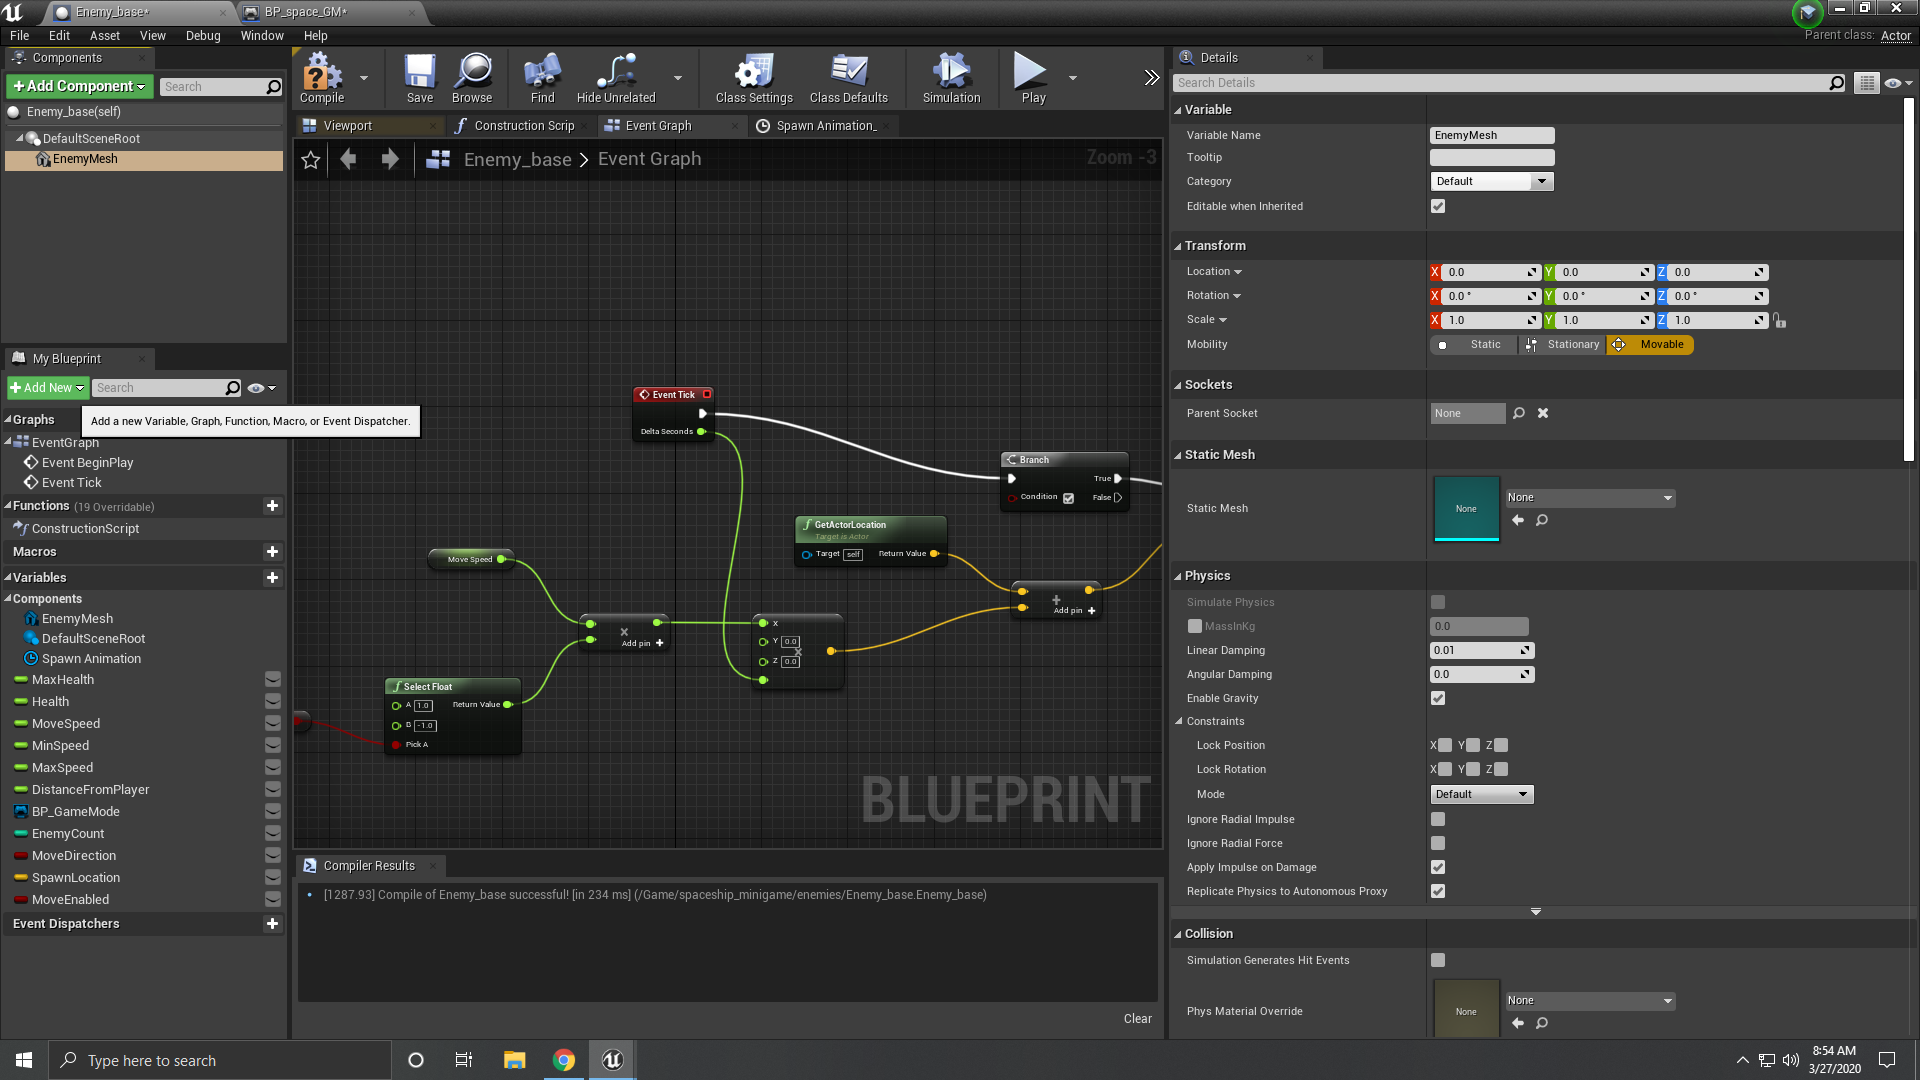 Enemy_base*
BP_space_GM*
File Edit Asset View Debug Window Help
Parent class: Actor
Components
+Add Component
Search
Enemy_base(self)
DefaultSceneRoot
EnemyMesh
My Blueprint
+Add New
Search
Add a new Variable, Graph, Function, Macro, or Event Dispatcher.
Graphs
EventGraph
Event BeginPlay
Event Tick
Functions (19 Overridable)
ConstructionScript
Macros
Variables
Components
EnemyMesh
DefaultSceneRoot
Spawn Animation
MaxHealth
Health
MoveSpeed
MinSpeed
MaxSpeed
DistanceFromPlayer
BP_GameMode
EnemyCount
MoveDirection
SpawnLocation
MoveEnabled
Event Dispatchers
Compile
Save
Browse
Find
Hide Unrelated
Class Settings
Class Defaults
Simulation
Play
Viewport
Construction Scrip
Event Graph
Spawn Animation_
Enemy_base > Event Graph
Zoom -3
Event Tick
Delta Seconds
Branch
True
Condition
False
GetActorLocation
Target is Actor
Target self
Return Value
Move Speed
Add pin +
Add pin +
X
Y 0.0
Z 0.0
Select Float
A 1.0
Return Value
B -1.0
Pick A
BLUEPRINT
Compiler Results
[1287.93] Compile of Enemy_base successful! [in 234 ms] (/Game/spaceship_minigame/enemies/Enemy_base.Enemy_base)
Clear
Details
Search Details
Variable
Variable Name EnemyMesh
Tooltip
Category Default
Editable when Inherited
Transform
Location X 0.0 Y 0.0 Z 0.0
Rotation X 0.0 ° Y 0.0 ° Z 0.0 °
Scale X 1.0 Y 1.0 Z 1.0
Mobility Static Stationary Movable
Sockets
Parent Socket None
Static Mesh
Static Mesh None None
Physics
Simulate Physics
MassInKg 0.0
Linear Damping 0.01
Angular Damping 0.0
Enable Gravity
Constraints
Lock Position X Y Z
Lock Rotation X Y Z
Mode Default
Ignore Radial Impulse
Ignore Radial Force
Apply Impulse on Damage
Replicate Physics to Autonomous Proxy
Collision
Simulation Generates Hit Events
Phys Material Override None None
Type here to search
8:54 AM
3/27/2020